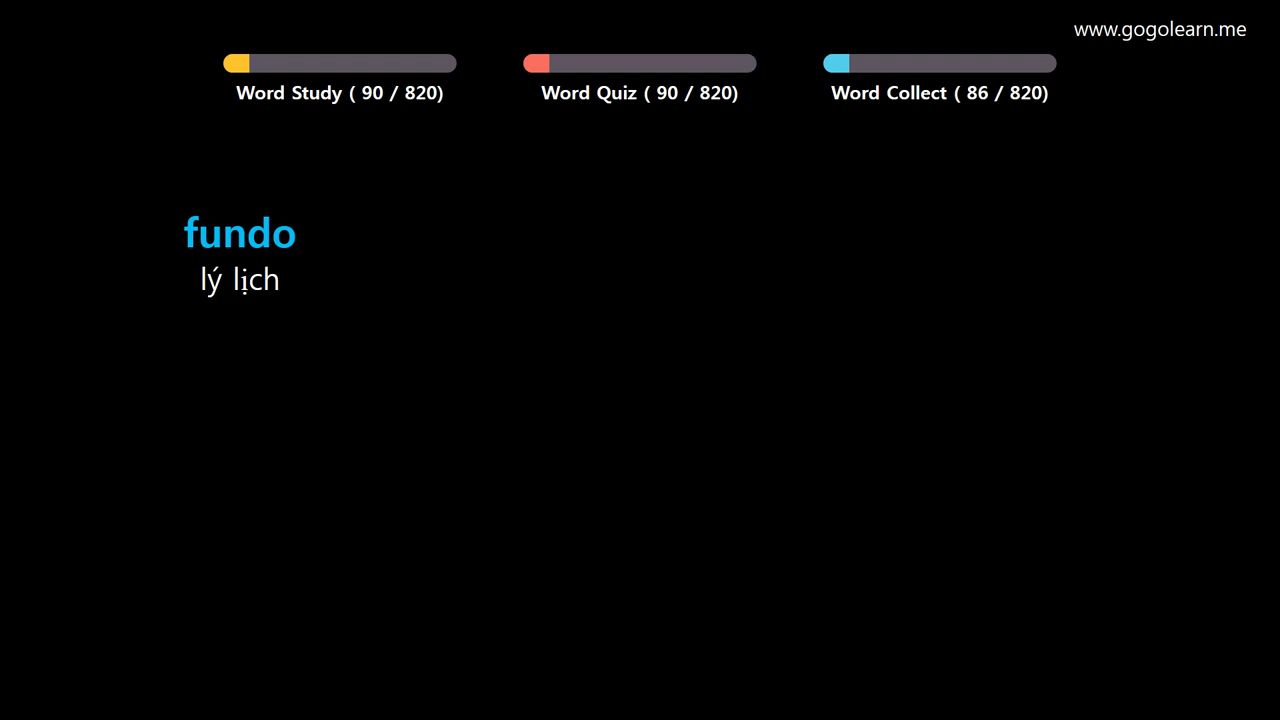 www.gogolearn.me
Word Study ( 90 / 820)
Word Quiz ( 90 / 820)
Word Collect ( 86 / 820)
fundo
lý lịch